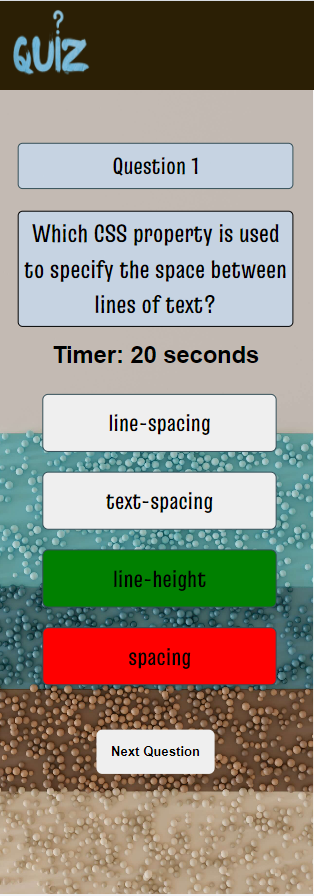 QUIZ
Question 1
Which CSS property is used
to specify the space between
lines of text?
Timer: 20 seconds
line-spacing
text-spacing
line-height
spacing
Next Question